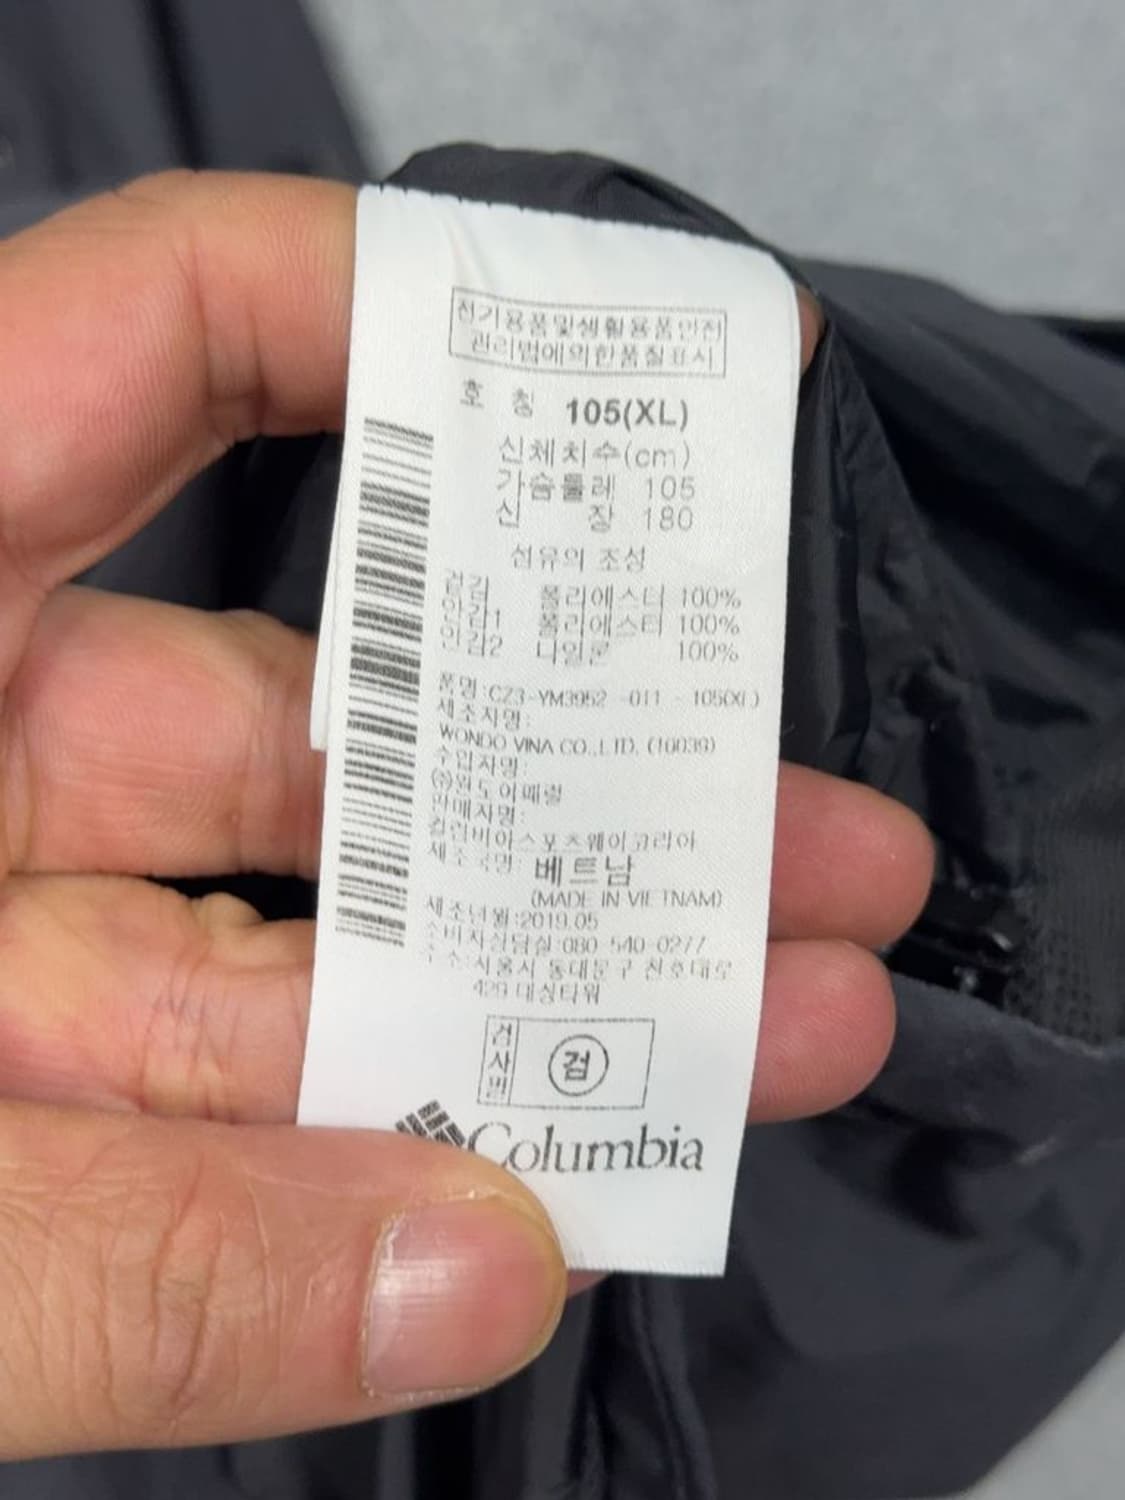 전기용품및생활용품안전
관리법에의한품질표시
호 칭 105(XL)
신체치수(cm)
가슴둘레 105
신 장 180
섬유의 조성
겉감 폴리에스터 100%
안감1 폴리에스터 100%
안감2 나일론 100%
품명:CZ3-YM3952 -011 - 105(XL)
제조자명:
WONDO VINA CO.,LTD. (10039)
수입자명:
㈜원도어패럴
판매자명:
컬럼비아스포츠웨어코리아
제조국명: 베트남
(MADE IN VIETNAM)
제조년월:2019.05
소비자상담실:080-540-0277
주소:서울시 동대문구 천호대로
429 대싱타워
검사필
검
Columbia